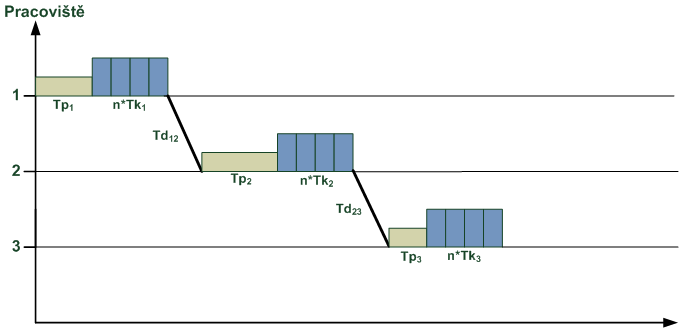 Pracoviště
1
Tp₁ n*Tk₁
Td₁₂
2
Tp₂ n*Tk₂
Td₂₃
3
Tp₃ n*Tk₃